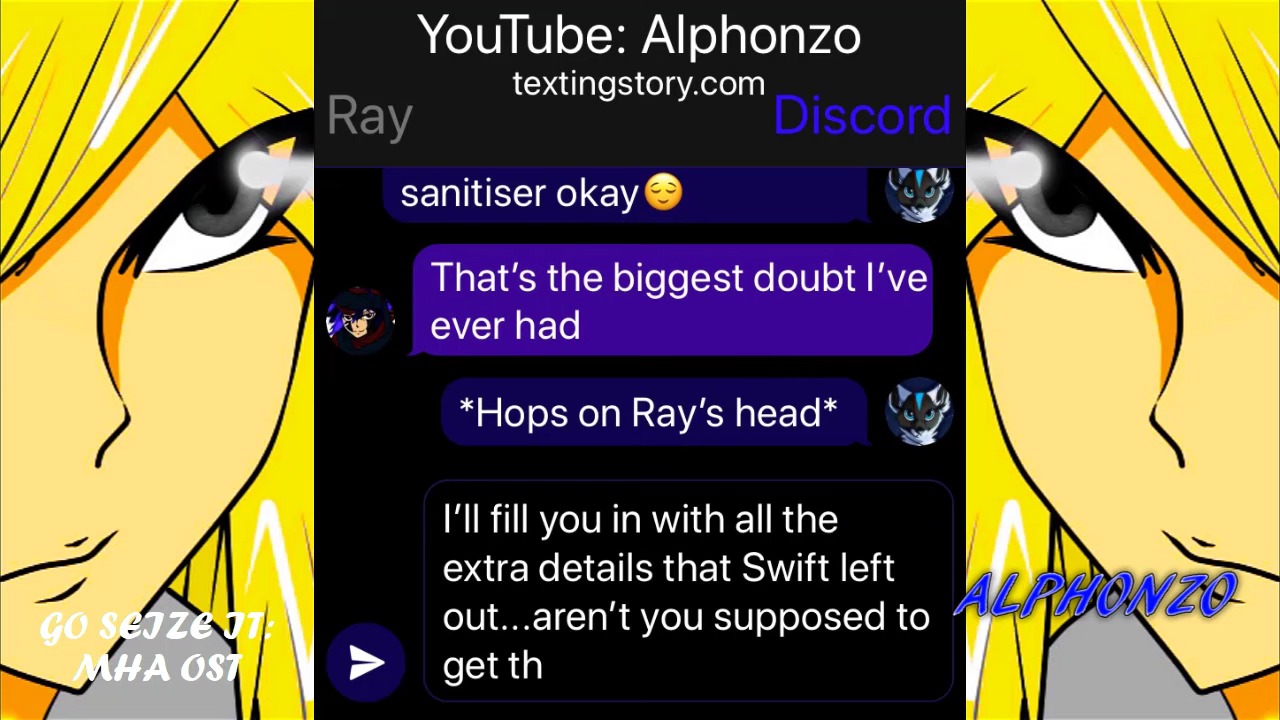 YouTube: Alphonzo
textingstory.com
Ray
Discord
sanitiser okay😌
That’s the biggest doubt I’ve
ever had
*Hops on Ray’s head*
I’ll fill you in with all the
extra details that Swift left
out...aren’t you supposed to
get th
ALPHONZO
GO SEIZE IT:
MHA OST